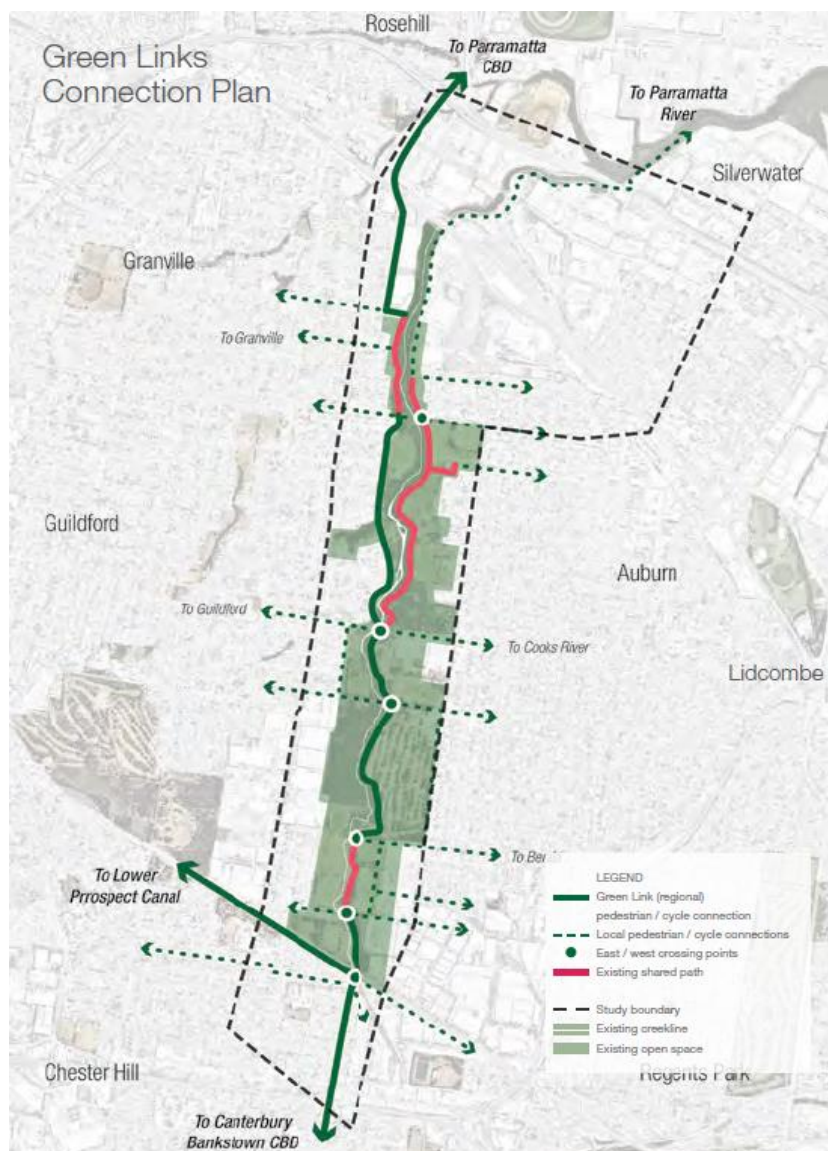 Rosehill
Green Links
Connection Plan
To Parramatta
CBD
To Parramatta
River
Silverwater
Granville
To Granville
Guildford
Auburn
To Guildford
To Cooks River
Lidcombe
To Lower
Prrospect Canal
To Be
LEGEND
Green Link (regional)
pedestrian / cycle connection
Local pedestrian / cycle connections
East / west crossing points
Existing shared path
Study boundary
Existing creekline
Existing open space
Chester Hill
Regents Park
To Canterbury
Bankstown CBD